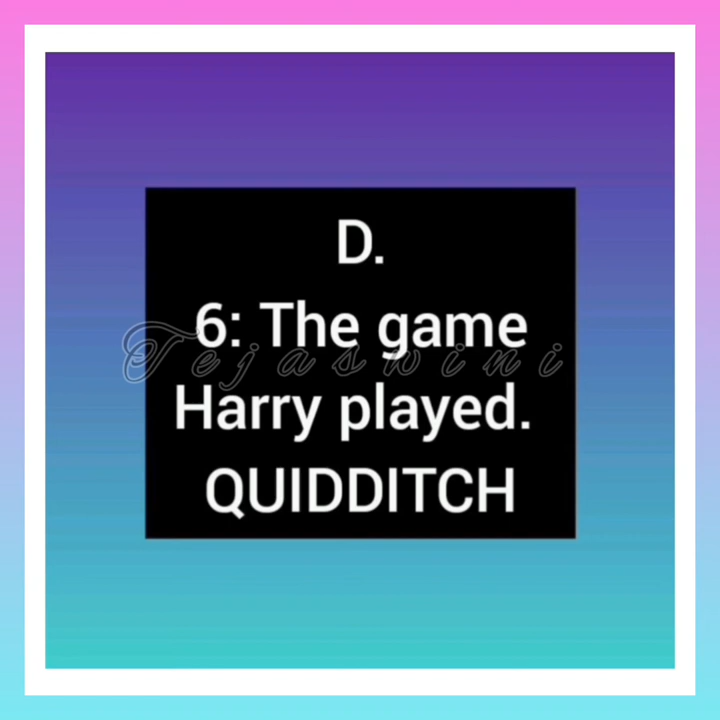 D.
6: The game
Tejaswini
Harry played.
QUIDDITCH